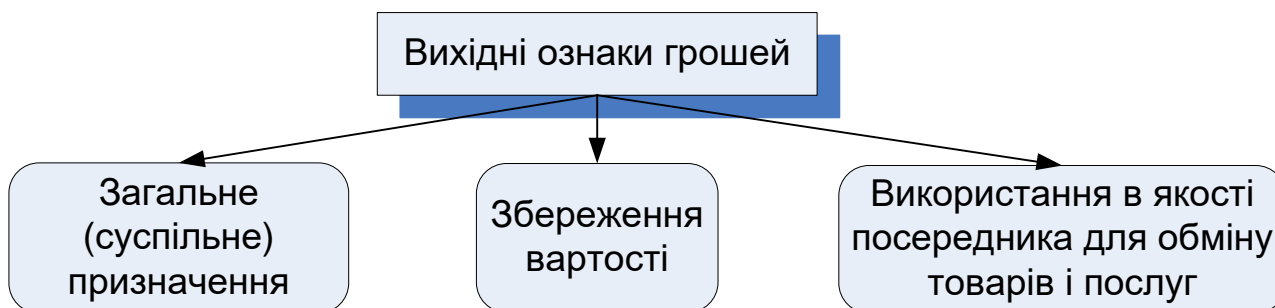 Вихідні ознаки грошей
Загальне
(суспільне)
призначення
Збереження
вартості
Використання в якості
посередника для обміну
товарів і послуг